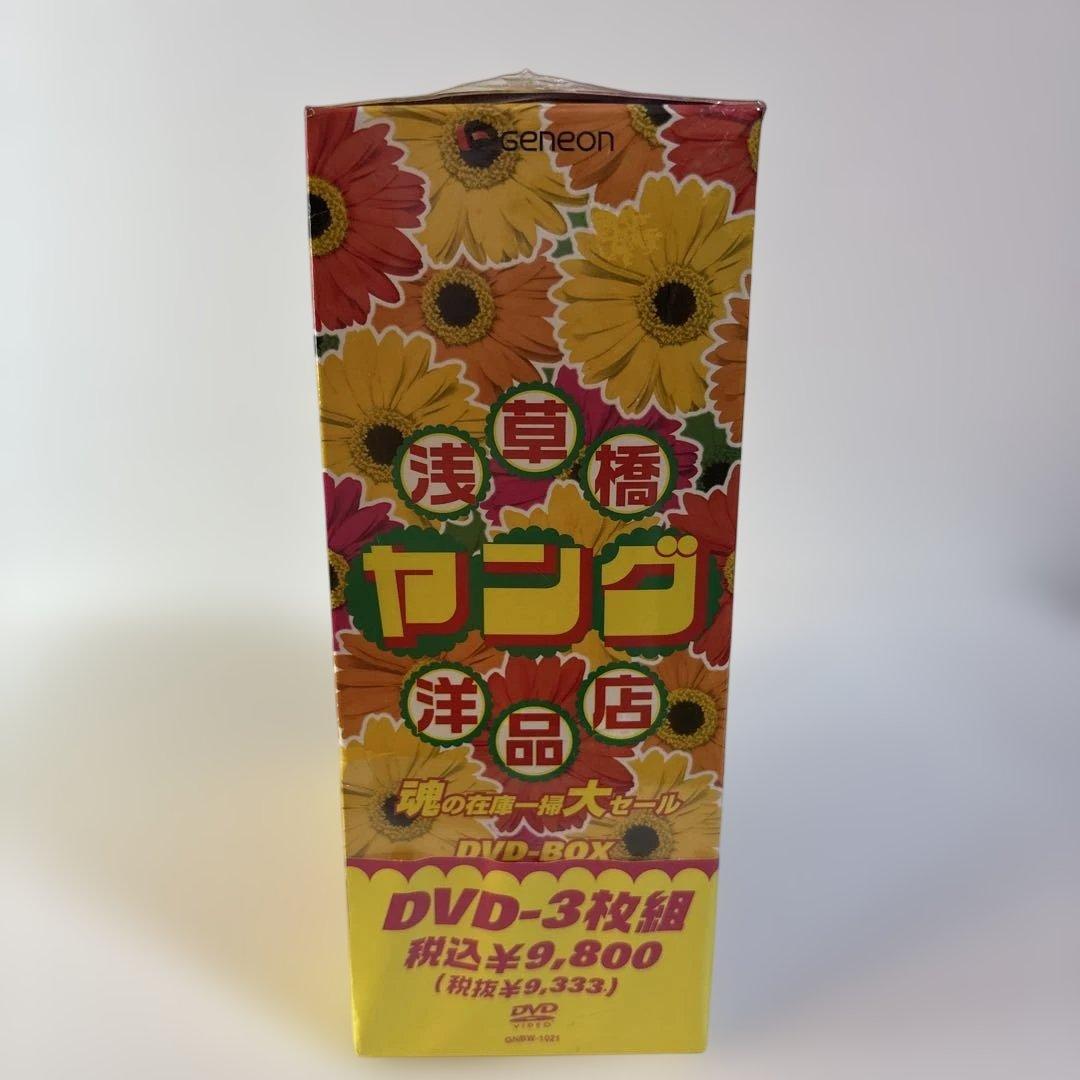 Geneon
浅草橋
ヤング
洋品店
魂の在庫一掃大セール
DVD-BOX
DVD-3枚組
税込¥9,800
(税抜¥9,333.)
DVD
VIDEO
GNBW-1021